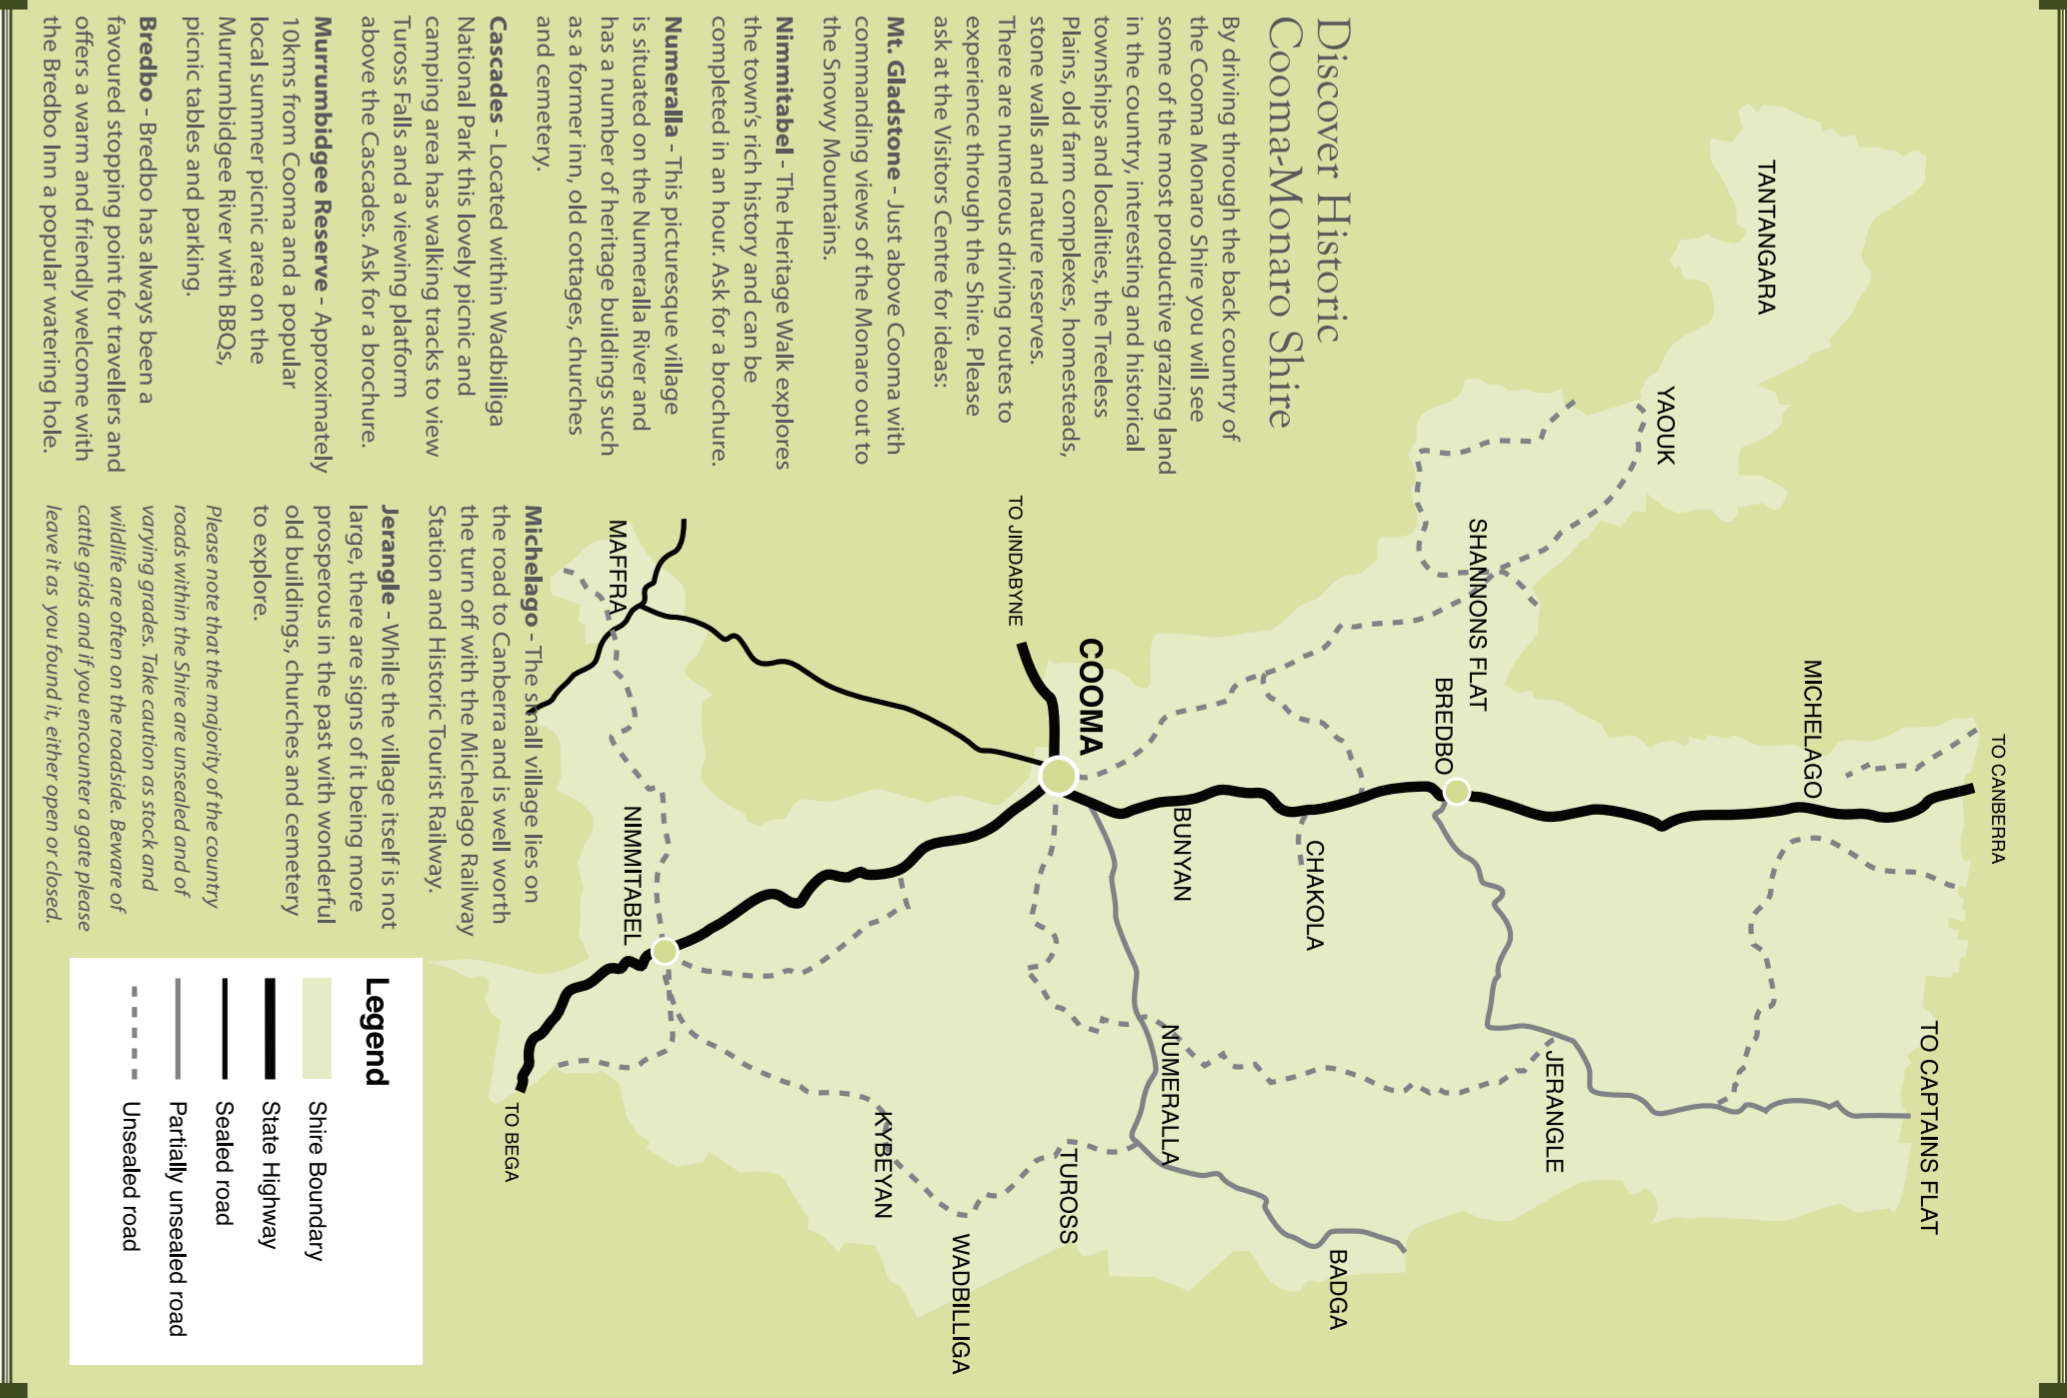 Discover Historic
Cooma-Monaro Shire
By driving through the back country of
the Cooma Monaro Shire you will see
some of the most productive grazing land
in the country, interesting and historical
townships and localities, the Treeless
Plains, old farm complexes, homesteads,
stone walls and nature reserves.
There are numerous driving routes to
experience through the Shire. Please
ask at the Visitors Centre for ideas:
Mt. Gladstone - Just above Cooma with
commanding views of the Monaro out to
the Snowy Mountains.
Nimmitabel - The Heritage Walk explores
the town's rich history and can be
completed in an hour. Ask for a brochure.
Numeralla - This picturesque village
is situated on the Numeralla River and
has a number of heritage buildings such
as a former inn, old cottages, churches
and cemetery.
Cascades - Located within Wadbilliga
National Park this lovely picnic and
camping area has walking tracks to view
Tuross Falls and a viewing platform
above the Cascades. Ask for a brochure.
Murrumbidgee Reserve - Approximately
10kms from Cooma and a popular
local summer picnic area on the
Murrumbidgee River with BBQs,
picnic tables and parking.
Bredbo - Bredbo has always been a
favoured stopping point for travellers and
offers a warm and friendly welcome with
the Bredbo Inn a popular watering hole.
Michelago - The small village lies on
the road to Canberra and is well worth
the turn off with the Michelago Railway
Station and Historic Tourist Railway.
Jerangle - While the village itself is not
large, there are signs of it being more
prosperous in the past with wonderful
old buildings, churches and cemetery
to explore.
Please note that the majority of the country
roads within the Shire are unsealed and of
varying grades. Take caution as stock and
wildlife are often on the roadside. Beware of
cattle grids and if you encounter a gate please
leave it as you found it, either open or closed.
TO CANBERRA
TO CAPTAINS FLAT
MICHELAGO
TANTANGARA
YAOUK
JERANGLE
SHANNONS FLAT
BREDBO
BADGA
CHAKOLA
BUNYAN
NUMERALLA
COOMA
TUROSS
TO JINDABYNE
WADBILLIGA
KYBEYAN
NIMMITABEL
MAFFRA
TO BEGA
Legend
Shire Boundary
State Highway
Sealed road
Partially unsealed road
Unsealed road